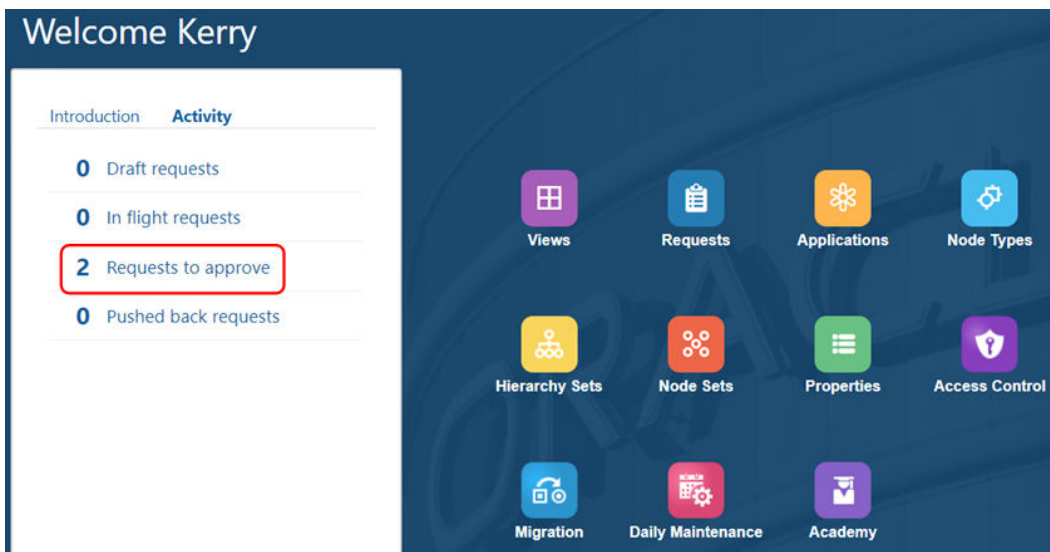 Welcome Kerry
Introduction Activity
0 Draft requests
0 In flight requests
2 Requests to approve
0 Pushed back requests
Views Requests Applications Node Types
Hierarchy Sets Node Sets Properties Access Control
Migration Daily Maintenance Academy